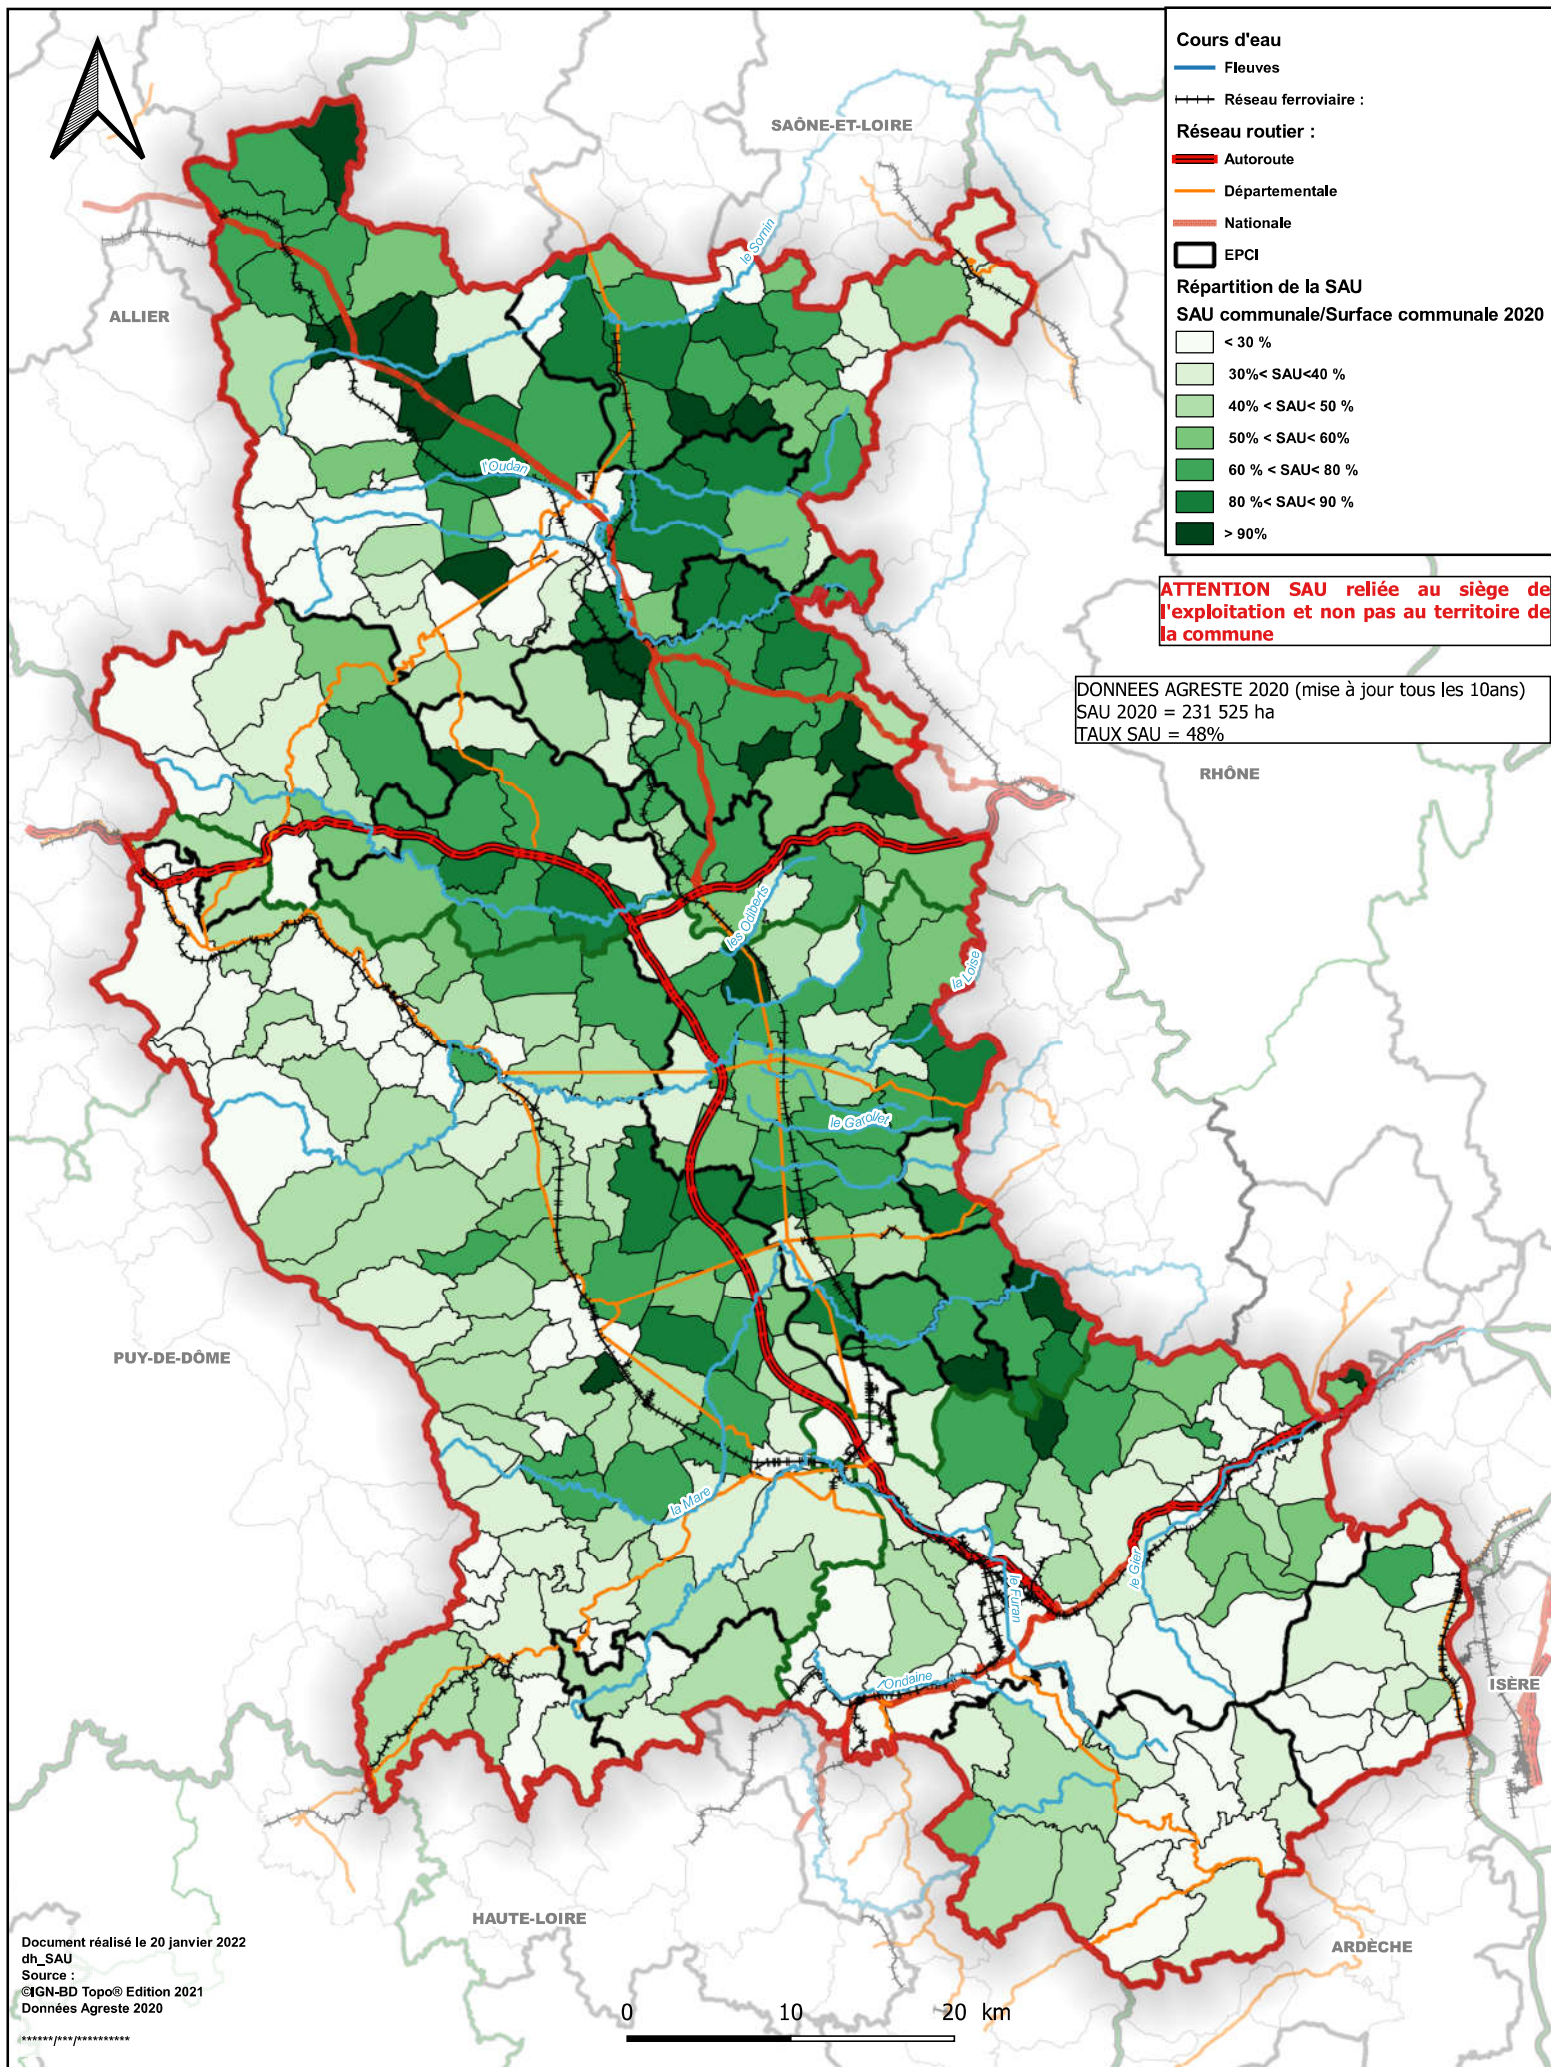 Cours d'eau
Fleuves
Réseau ferroviaire :
Réseau routier :
Autoroute
Départementale
Nationale
EPCI
Répartition de la SAU
SAU communale/Surface communale 2020
< 30 %
30%< SAU<40 %
40% < SAU< 50 %
50% < SAU< 60%
60 % < SAU< 80 %
80 %< SAU< 90 %
> 90%
ATTENTION SAU reliée au siège de
l'exploitation et non pas au territoire de
la commune
DONNEES AGRESTE 2020 (mise à jour tous les 10ans)
SAU 2020 = 231 525 ha
TAUX SAU = 48%
SAÔNE-ET-LOIRE
le Sornin
ALLIER
l'Oudan
RHÔNE
les Odiberts
la Loise
le Garollet
PUY-DE-DÔME
la Mare
le Gier
le Furan
l'Ondaine
ISÈRE
HAUTE-LOIRE
ARDÈCHE
Document réalisé le 20 janvier 2022
dh_SAU
Source :
©IGN-BD Topo® Edition 2021
Données Agreste 2020
******/***/**********
0 10 20 km